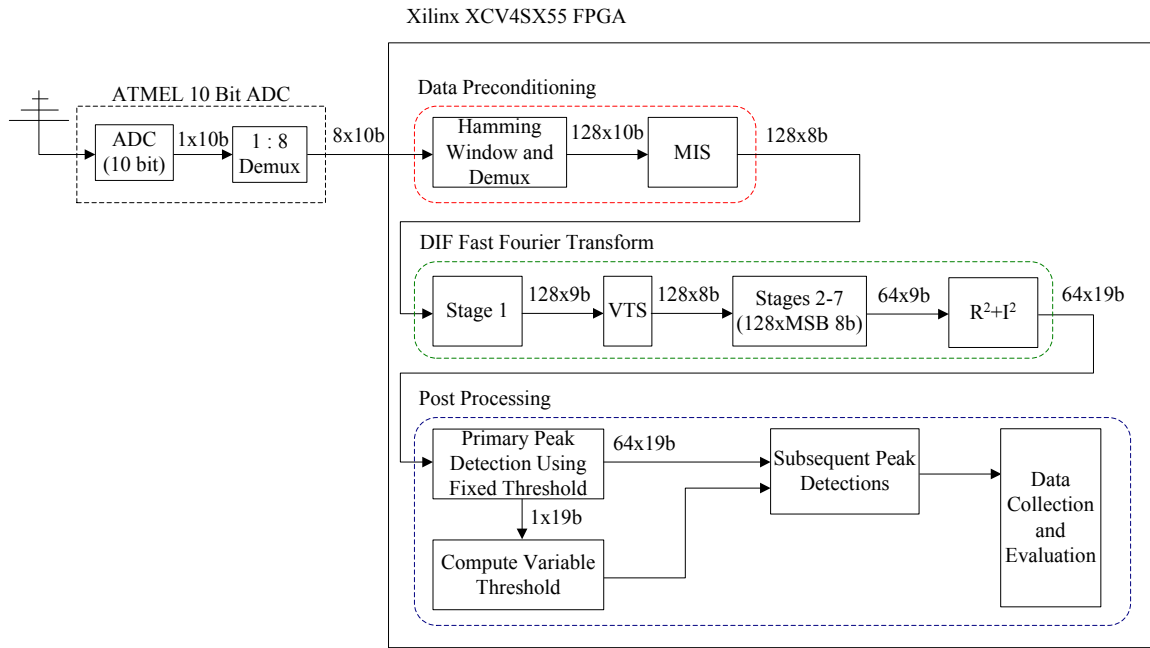 Xilinx XCV4SX55 FPGA
ATMEL 10 Bit ADC
ADC
(10 bit)
1x10b
1 : 8
Demux
8x10b
Data Preconditioning
Hamming
Window and
Demux
128x10b
MIS
128x8b
DIF Fast Fourier Transform
Stage 1
128x9b
VTS
128x8b
Stages 2-7
(128xMSB 8b)
64x9b
R²+I²
64x19b
Post Processing
Primary Peak
Detection Using
Fixed Threshold
64x19b
1x19b
Compute Variable
Threshold
Subsequent Peak
Detections
Data
Collection
and
Evaluation